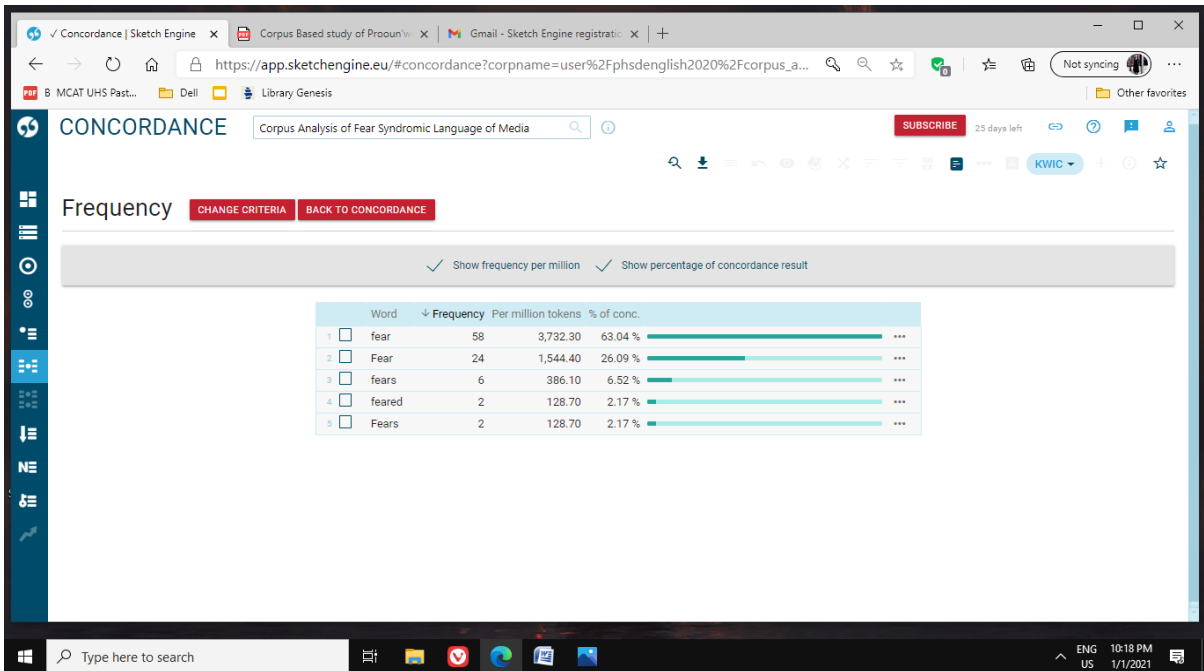 ✓ Concordance | Sketch Engine
Corpus Based study of Prooun'w
Gmail - Sketch Engine registratio
https://app.sketchengine.eu/#concordance?corpname=user%2Fphsdenglish2020%2Fcorpus_a...
0
Not syncing
PDF B MCAT UHS Past...
Dell
Library Genesis
Other favorites
CONCORDANCE
Corpus Analysis of Fear Syndromic Language of Media
SUBSCRIBE
25 days left
KWIC
Frequency
CHANGE CRITERIA
BACK TO CONCORDANCE
Show frequency per million
Show percentage of concordance result
Word ↓ Frequency Per million tokens % of conc.
1 fear 58 3,732.30 63.04 %
2 Fear 24 1,544.40 26.09 %
3 fears 6 386.10 6.52 %
4 feared 2 128.70 2.17 %
5 Fears 2 128.70 2.17 %
Type here to search
ENG 10:18 PM
US 1/1/2021